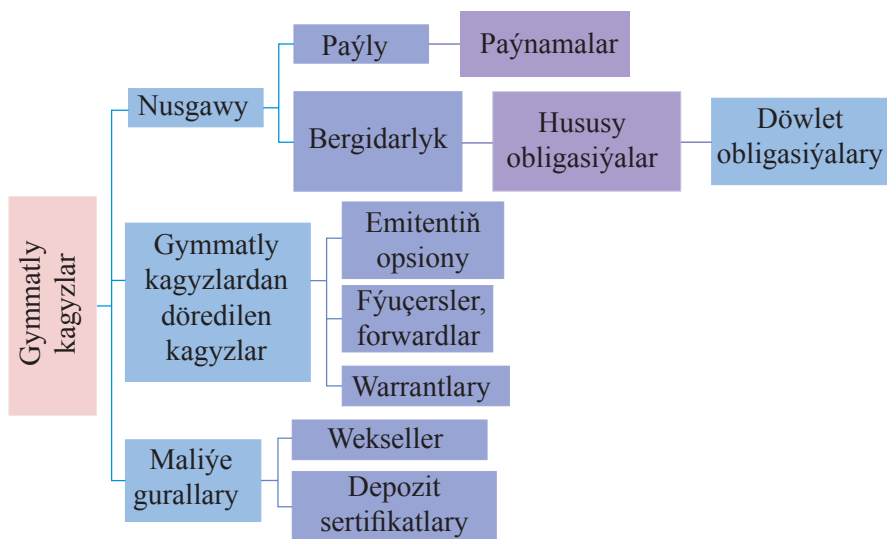 Gymmatly
kagyzlar
Nusgawy
Paýly
Paýnamalar
Bergidarlyk
Hususy
obligasiýalar
Döwlet
obligasiýalary
Gymmatly
kagyzlardan
döredilen
kagyzlar
Emitentiň
opsiony
Fýuçersler,
forwardlar
Warrantlary
Maliýe
gurallary
Wekseller
Depozit
sertifikatlary